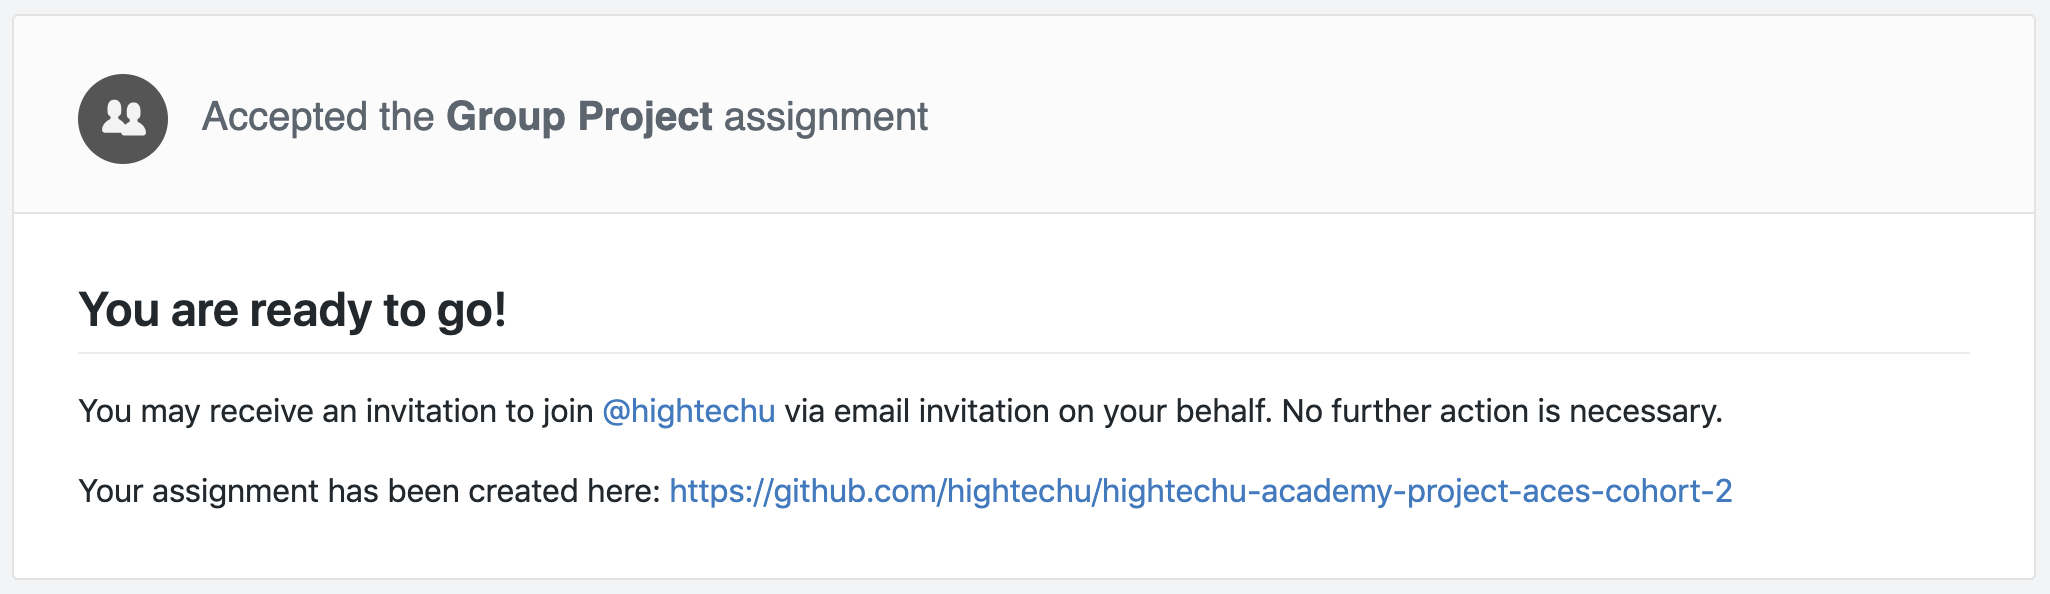 Accepted the Group Project assignment
You are ready to go!
You may receive an invitation to join @hightechu via email invitation on your behalf. No further action is necessary.
Your assignment has been created here: https://github.com/hightechu/hightechu-academy-project-aces-cohort-2